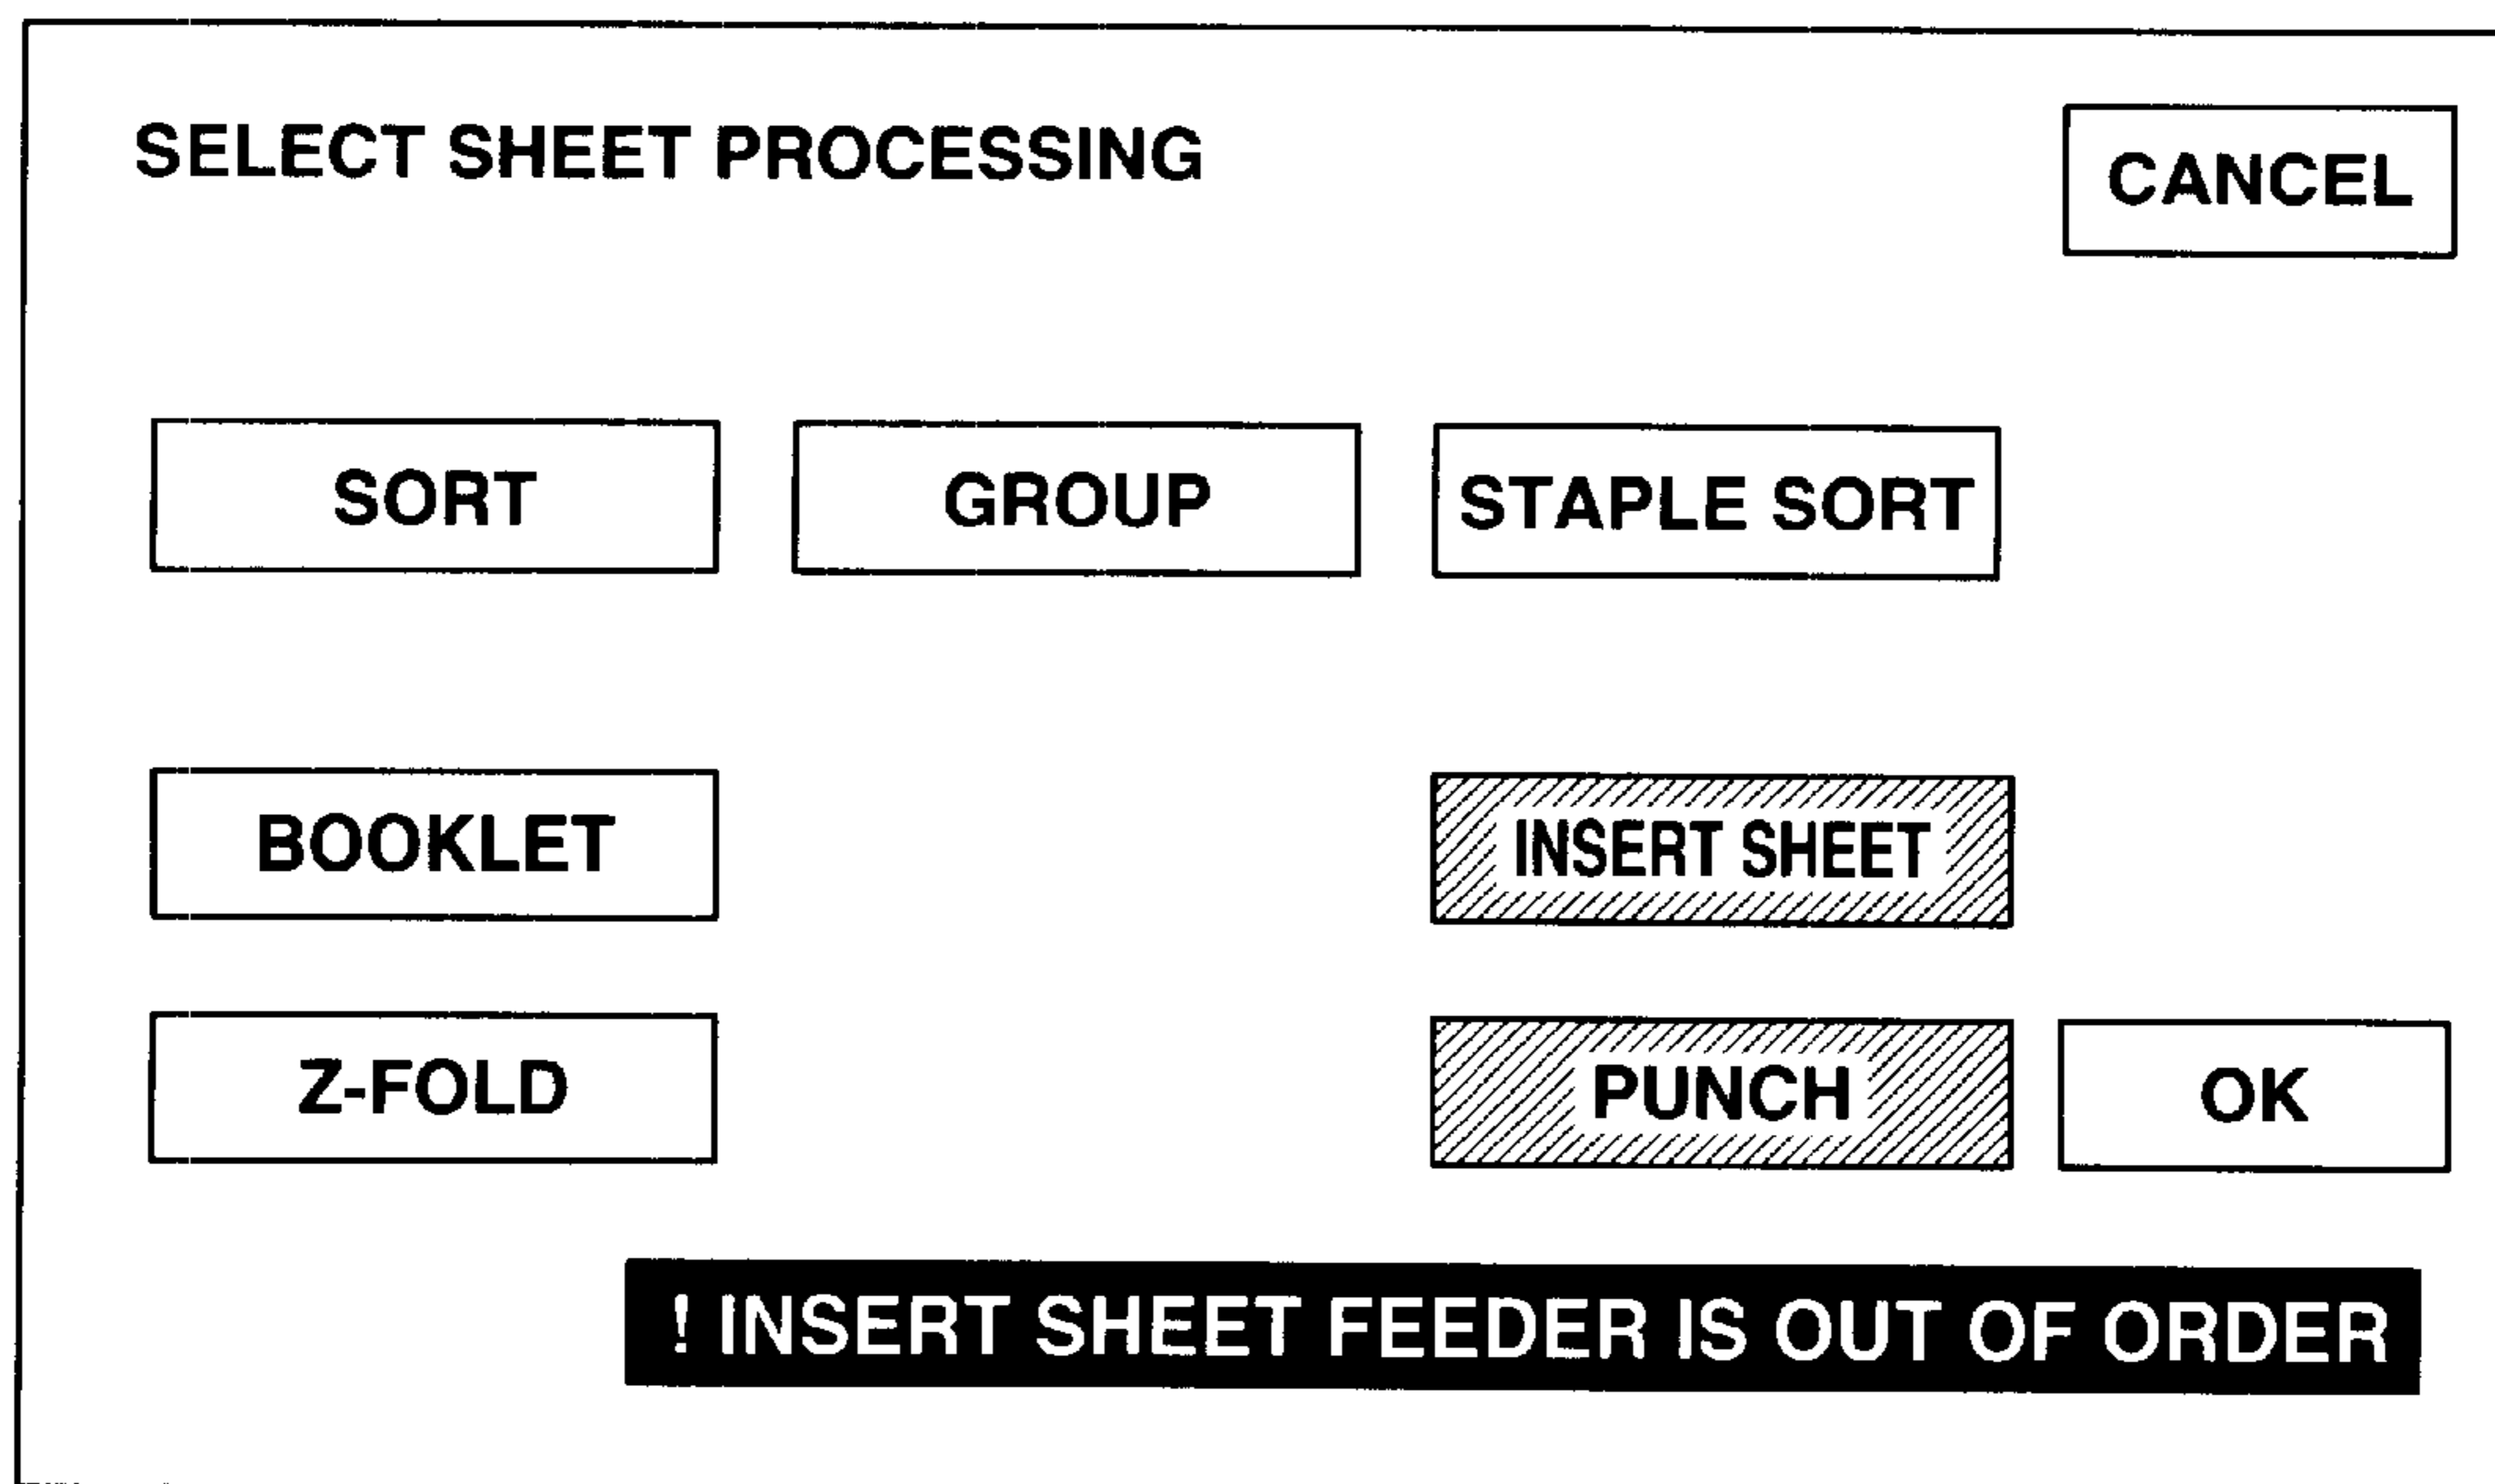 SELECT SHEET PROCESSING
CANCEL
SORT
GROUP
STAPLE SORT
BOOKLET
INSERT SHEET
Z-FOLD
PUNCH
OK
! INSERT SHEET FEEDER IS OUT OF ORDER